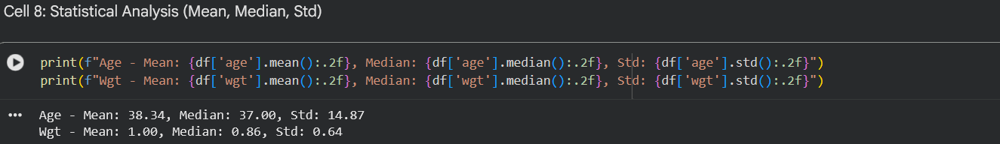 Cell 8: Statistical Analysis (Mean, Median, Std)
print(f"Age - Mean: {df['age'].mean():.2f}, Median: {df['age'].median():.2f}, Std: {df['age'].std():.2f}")
print(f"Wgt - Mean: {df['wgt'].mean():.2f}, Median: {df['wgt'].median():.2f}, Std: {df['wgt'].std():.2f}")
Age - Mean: 38.34, Median: 37.00, Std: 14.87
Wgt - Mean: 1.00, Median: 0.86, Std: 0.64